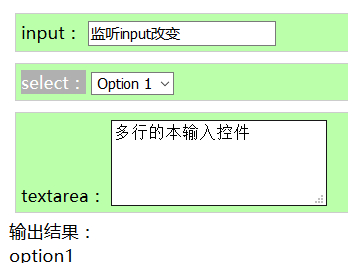 input： 监听input改变
select： Option 1
多行的本输入控件
textarea：
输出结果：
option1